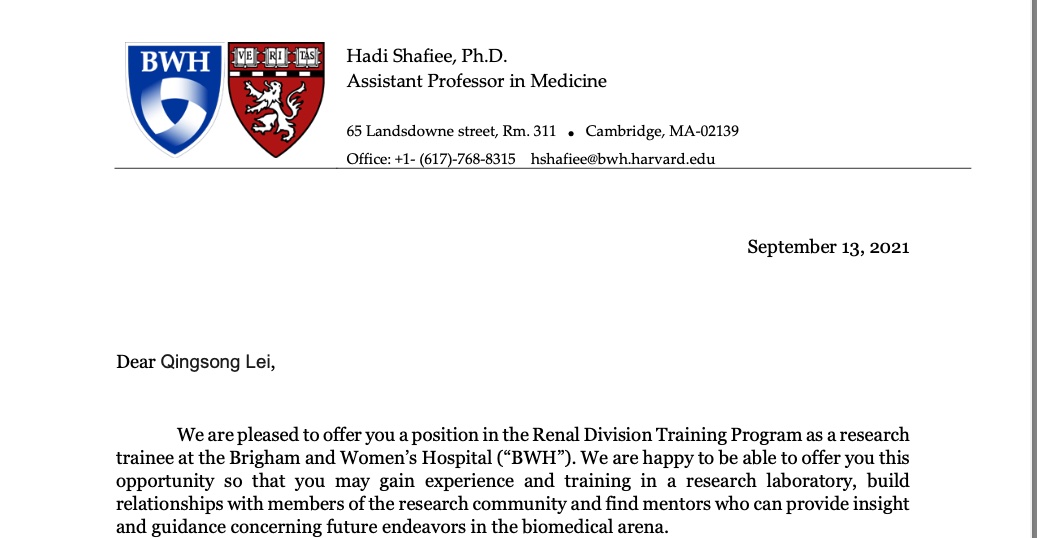 BWH
VE RI TAS
Hadi Shafiee, Ph.D.
Assistant Professor in Medicine
65 Landsdowne street, Rm. 311 • Cambridge, MA-02139
Office: +1- (617)-768-8315 hshafiee@bwh.harvard.edu
September 13, 2021
Dear Qingsong Lei,
We are pleased to offer you a position in the Renal Division Training Program as a research
trainee at the Brigham and Women’s Hospital (“BWH”). We are happy to be able to offer you this
opportunity so that you may gain experience and training in a research laboratory, build
relationships with members of the research community and find mentors who can provide insight
and guidance concerning future endeavors in the biomedical arena.